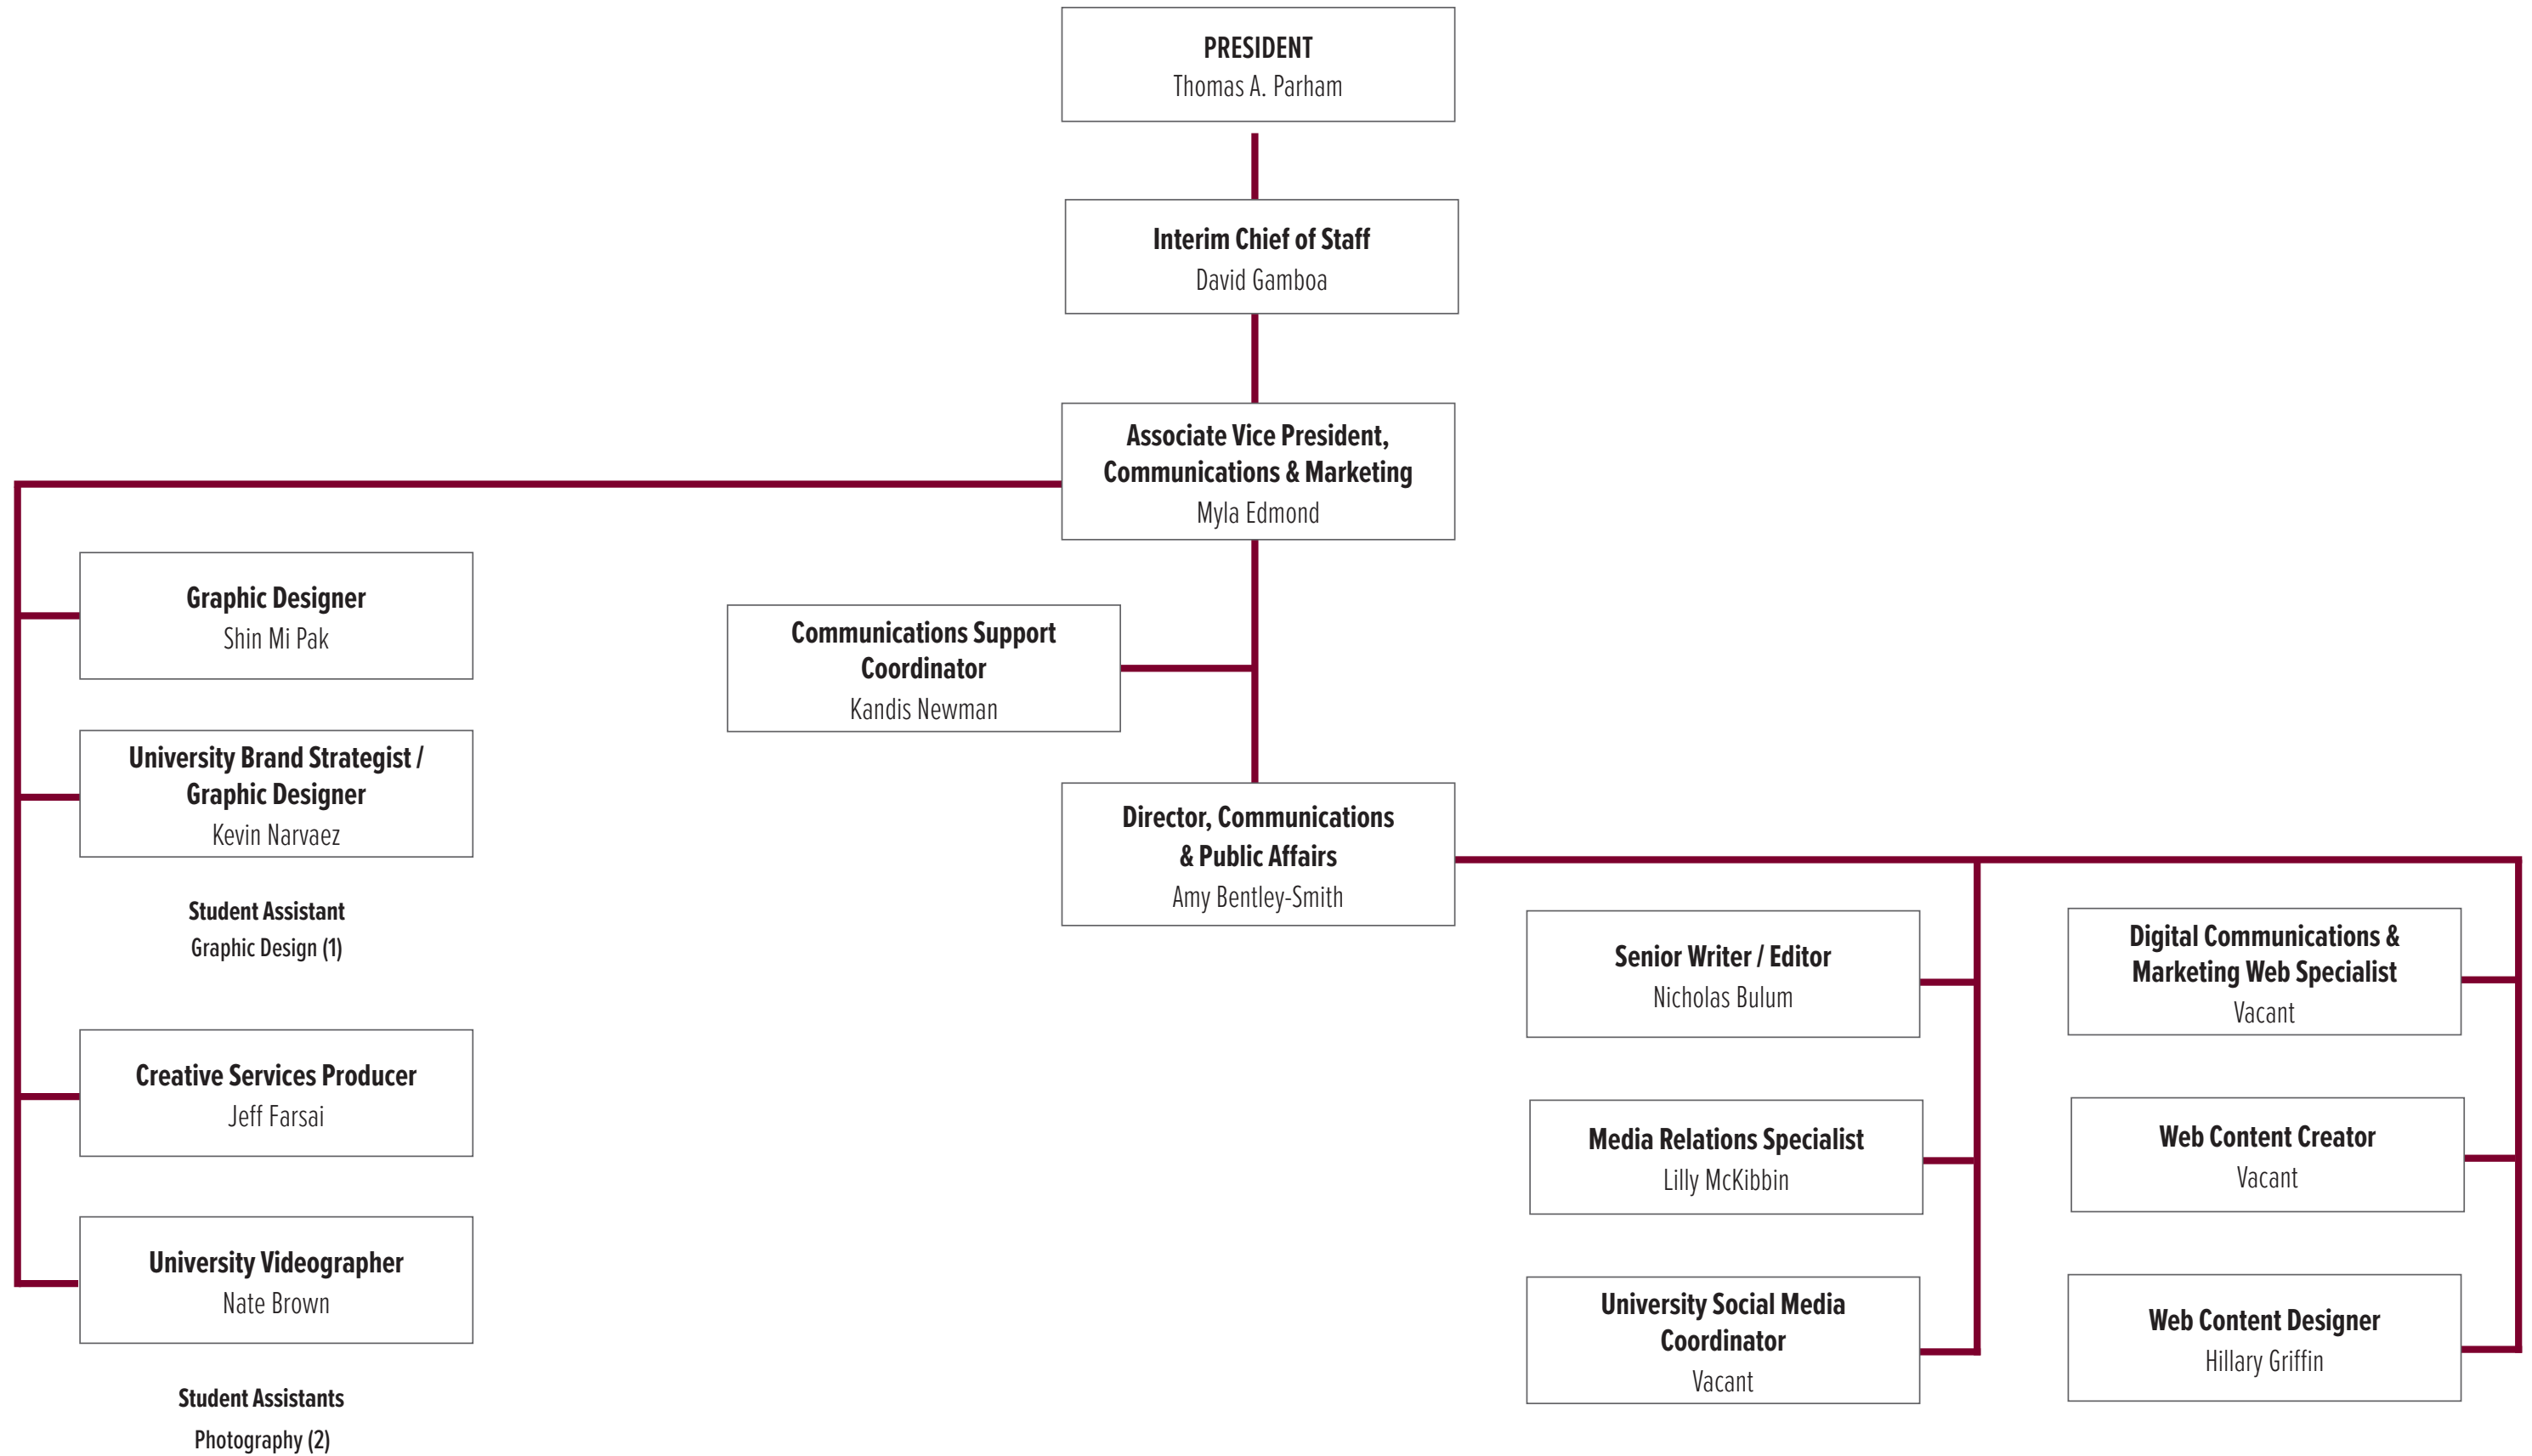 PRESIDENT
Thomas A. Parham
Interim Chief of Staff
David Gamboa
Associate Vice President,
Communications & Marketing
Myla Edmond
Graphic Designer
Shin Mi Pak
University Brand Strategist /
Graphic Designer
Kevin Narvaez
Student Assistant
Graphic Design (1)
Creative Services Producer
Jeff Farsai
University Videographer
Nate Brown
Student Assistants
Photography (2)
Communications Support
Coordinator
Kandis Newman
Director, Communications
& Public Affairs
Amy Bentley-Smith
Senior Writer / Editor
Nicholas Bulum
Media Relations Specialist
Lilly McKibbin
University Social Media
Coordinator
Vacant
Digital Communications &
Marketing Web Specialist
Vacant
Web Content Creator
Vacant
Web Content Designer
Hillary Griffin